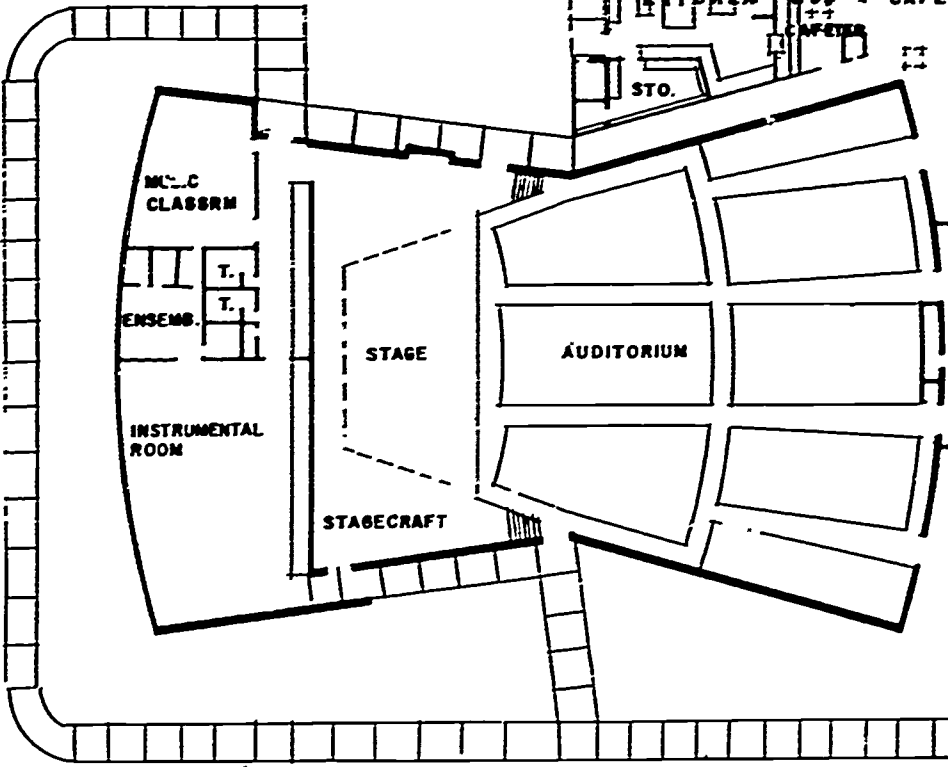 STO.
CLASSRM
T.
T.
ENSEMB.
STAGE
AUDITORIUM
INSTRUMENTAL
ROOM
STAGECRAFT